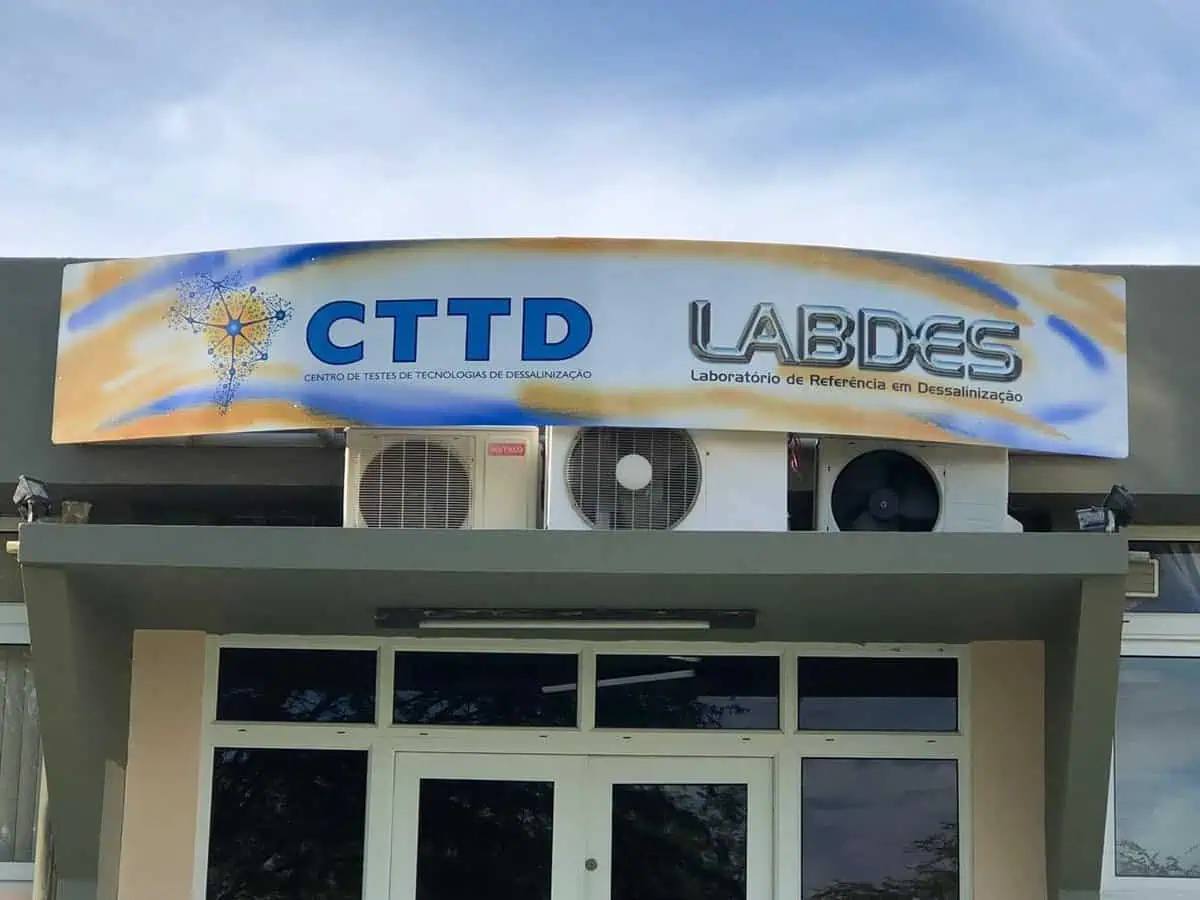 CTTD
CENTRO DE TESTES DE TECNOLOGIAS DE DESSALINIZAÇÃO
LABDES
Laboratório de Referência em Dessalinização